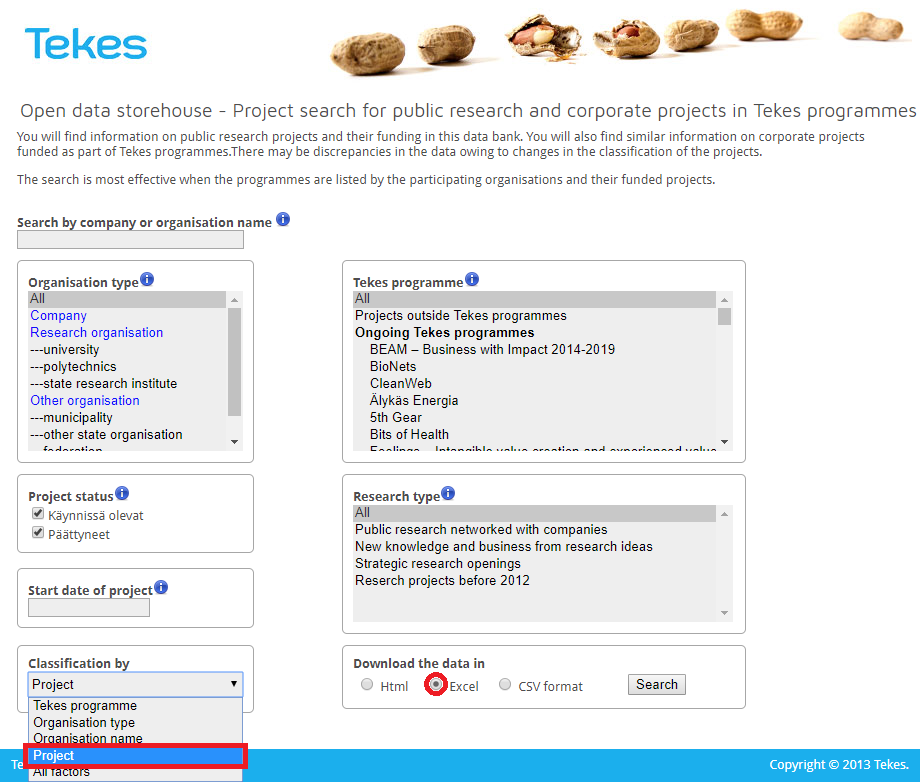 Tekes
Open data storehouse - Project search for public research and corporate projects in Tekes programmes
You will find information on public research projects and their funding in this data bank. You will also find similar information on corporate projects
funded as part of Tekes programmes.There may be discrepancies in the data owing to changes in the classification of the projects.
The search is most effective when the programmes are listed by the participating organisations and their funded projects.
Search by company or organisation name i
Organisation type i
All
Company
Research organisation
---university
---polytechnics
---state research institute
Other organisation
---municipality
---other state organisation
---federation
Tekes programme i
All
Projects outside Tekes programmes
Ongoing Tekes programmes
BEAM – Business with Impact 2014-2019
BioNets
CleanWeb
Älykäs Energia
5th Gear
Bits of Health
Feelings – Intangible value creation and experienced value
Project status i
Käynnissä olevat
Päättyneet
Research type i
All
Public research networked with companies
New knowledge and business from research ideas
Strategic research openings
Reserch projects before 2012
Start date of project i
Classification by
Project
Tekes programme
Organisation type
Organisation name
Project
All factors
Download the data in
Html Excel CSV format Search
Te
Copyright © 2013 Tekes.